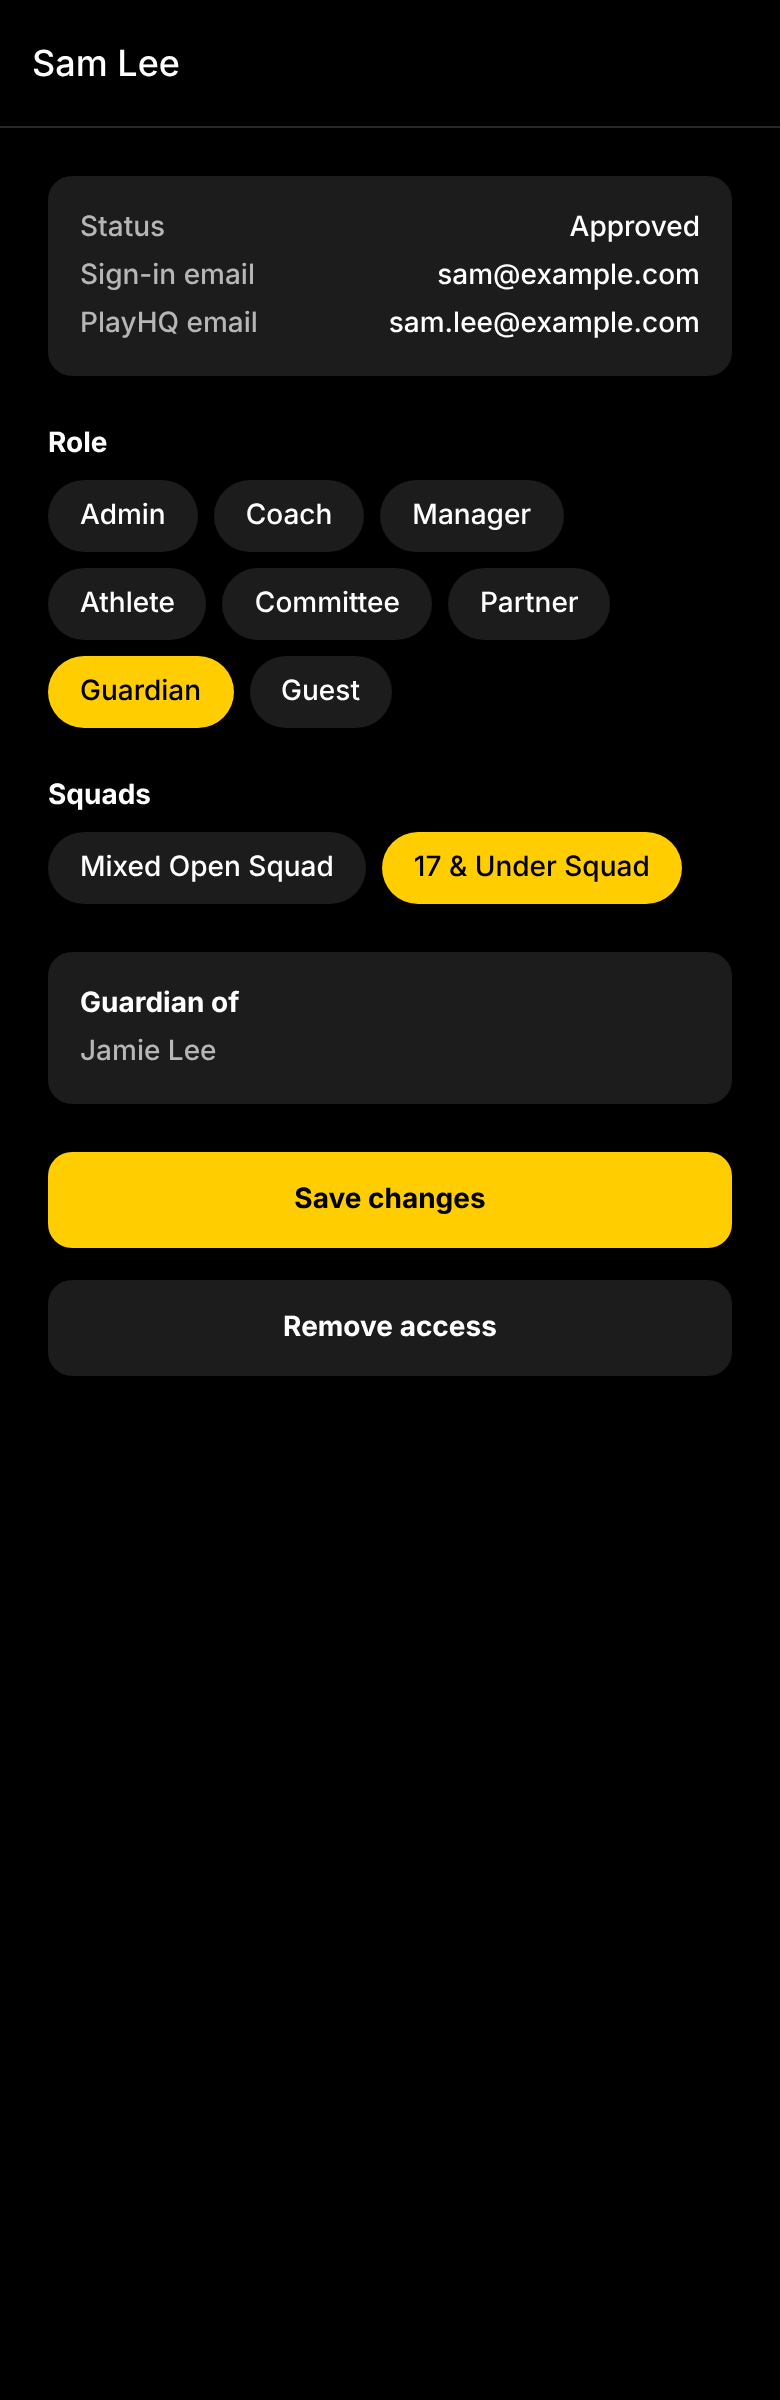 Sam Lee
Status Approved
Sign-in email sam@example.com
PlayHQ email sam.lee@example.com
Role
Admin Coach Manager
Athlete Committee Partner
Guardian Guest
Squads
Mixed Open Squad 17 & Under Squad
Guardian of
Jamie Lee
Save changes
Remove access